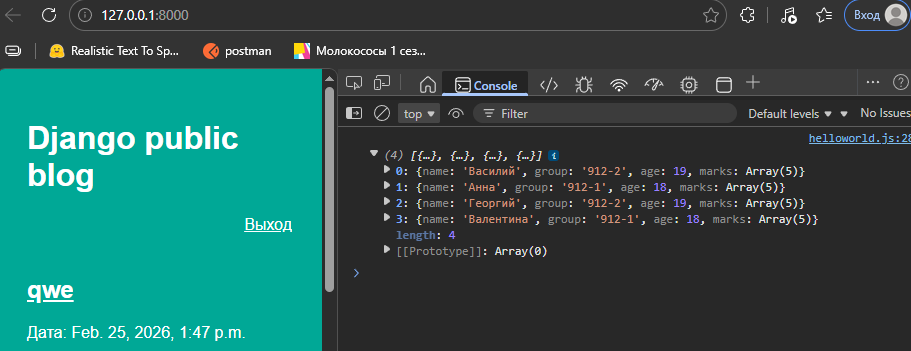 127.0.0.1:8000
Вход
Realistic Text To Sp...
postman
Молокососы 1 сез...
Django public
blog
Выход
qwe
Дата: Feb. 25, 2026, 1:47 p.m.
Console
top
Filter
Default levels
No Issues
helloworld.js:28
(4) [{…}, {…}, {…}, {…}]
0: {name: 'Василий', group: '912-2', age: 19, marks: Array(5)}
1: {name: 'Анна', group: '912-1', age: 18, marks: Array(5)}
2: {name: 'Георгий', group: '912-2', age: 19, marks: Array(5)}
3: {name: 'Валентина', group: '912-1', age: 18, marks: Array(5)}
length: 4
[[Prototype]]: Array(0)